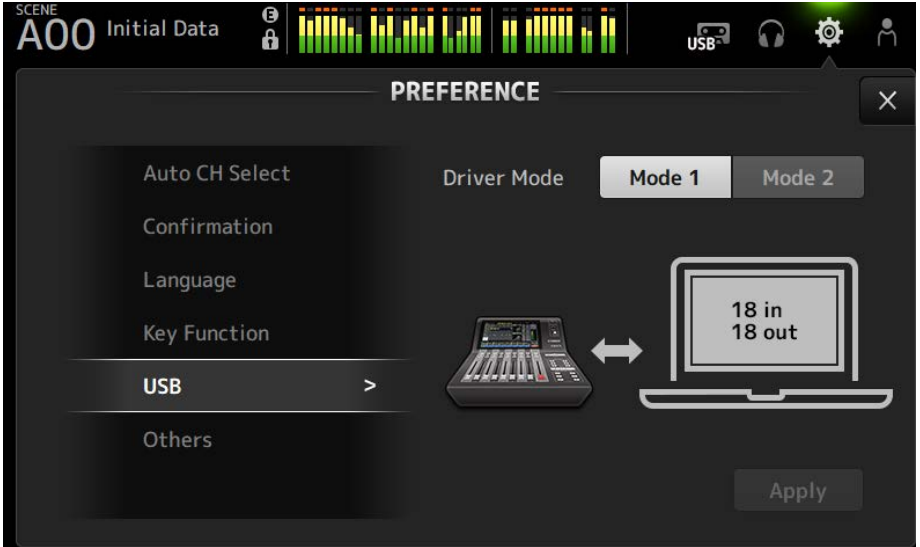 SCENE
A00 Initial Data E
USB
PREFERENCE
Auto CH Select
Confirmation
Language
Key Function
USB >
Others
Driver Mode Mode 1 Mode 2
18 in
18 out
Apply